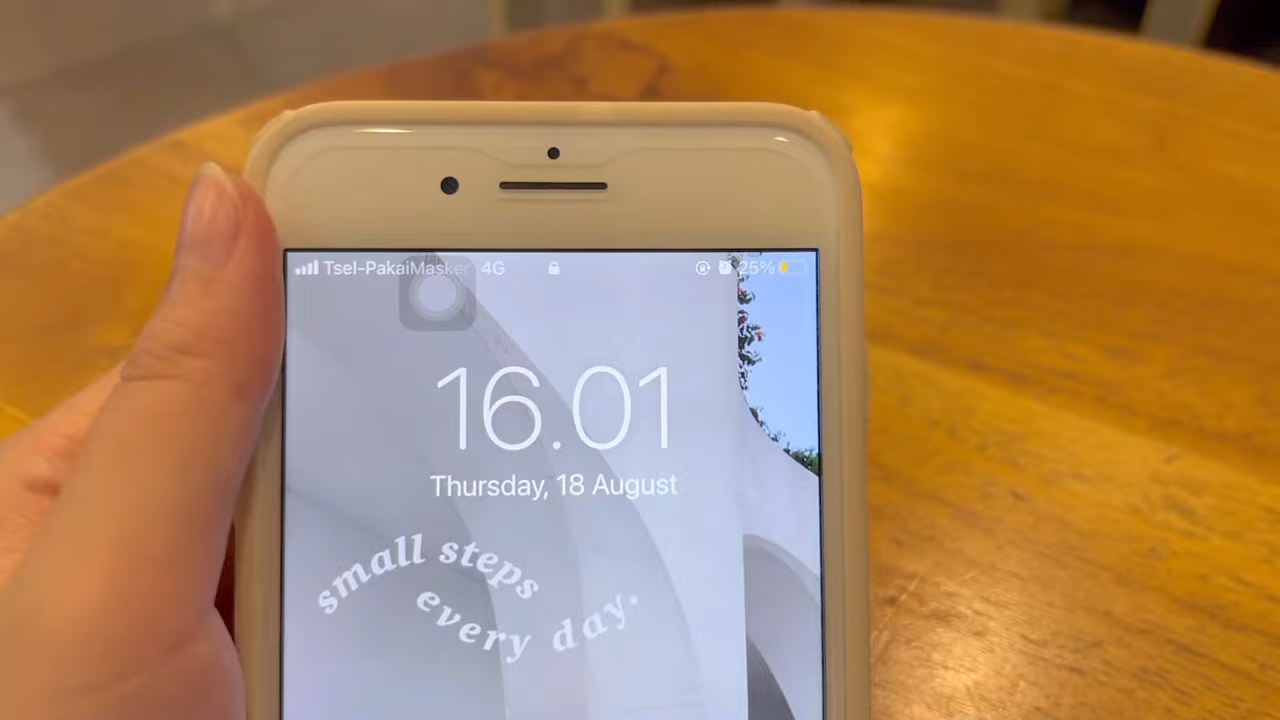 Tsel-PakaiMasker 4G 25%
16.01
Thursday, 18 August
small steps
every day.